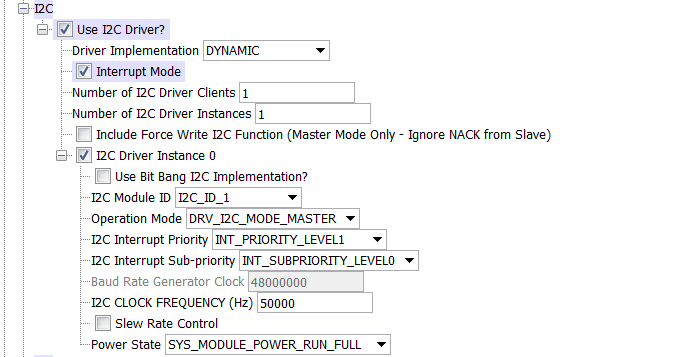 I2C
Use I2C Driver?
Driver Implementation DYNAMIC
Interrupt Mode
Number of I2C Driver Clients 1
Number of I2C Driver Instances 1
Include Force Write I2C Function (Master Mode Only - Ignore NACK from Slave)
I2C Driver Instance 0
Use Bit Bang I2C Implementation?
I2C Module ID I2C_ID_1
Operation Mode DRV_I2C_MODE_MASTER
I2C Interrupt Priority INT_PRIORITY_LEVEL1
I2C Interrupt Sub-priority INT_SUBPRIORITY_LEVEL0
Baud Rate Generator Clock 48000000
I2C CLOCK FREQUENCY (Hz) 50000
Slew Rate Control
Power State SYS_MODULE_POWER_RUN_FULL